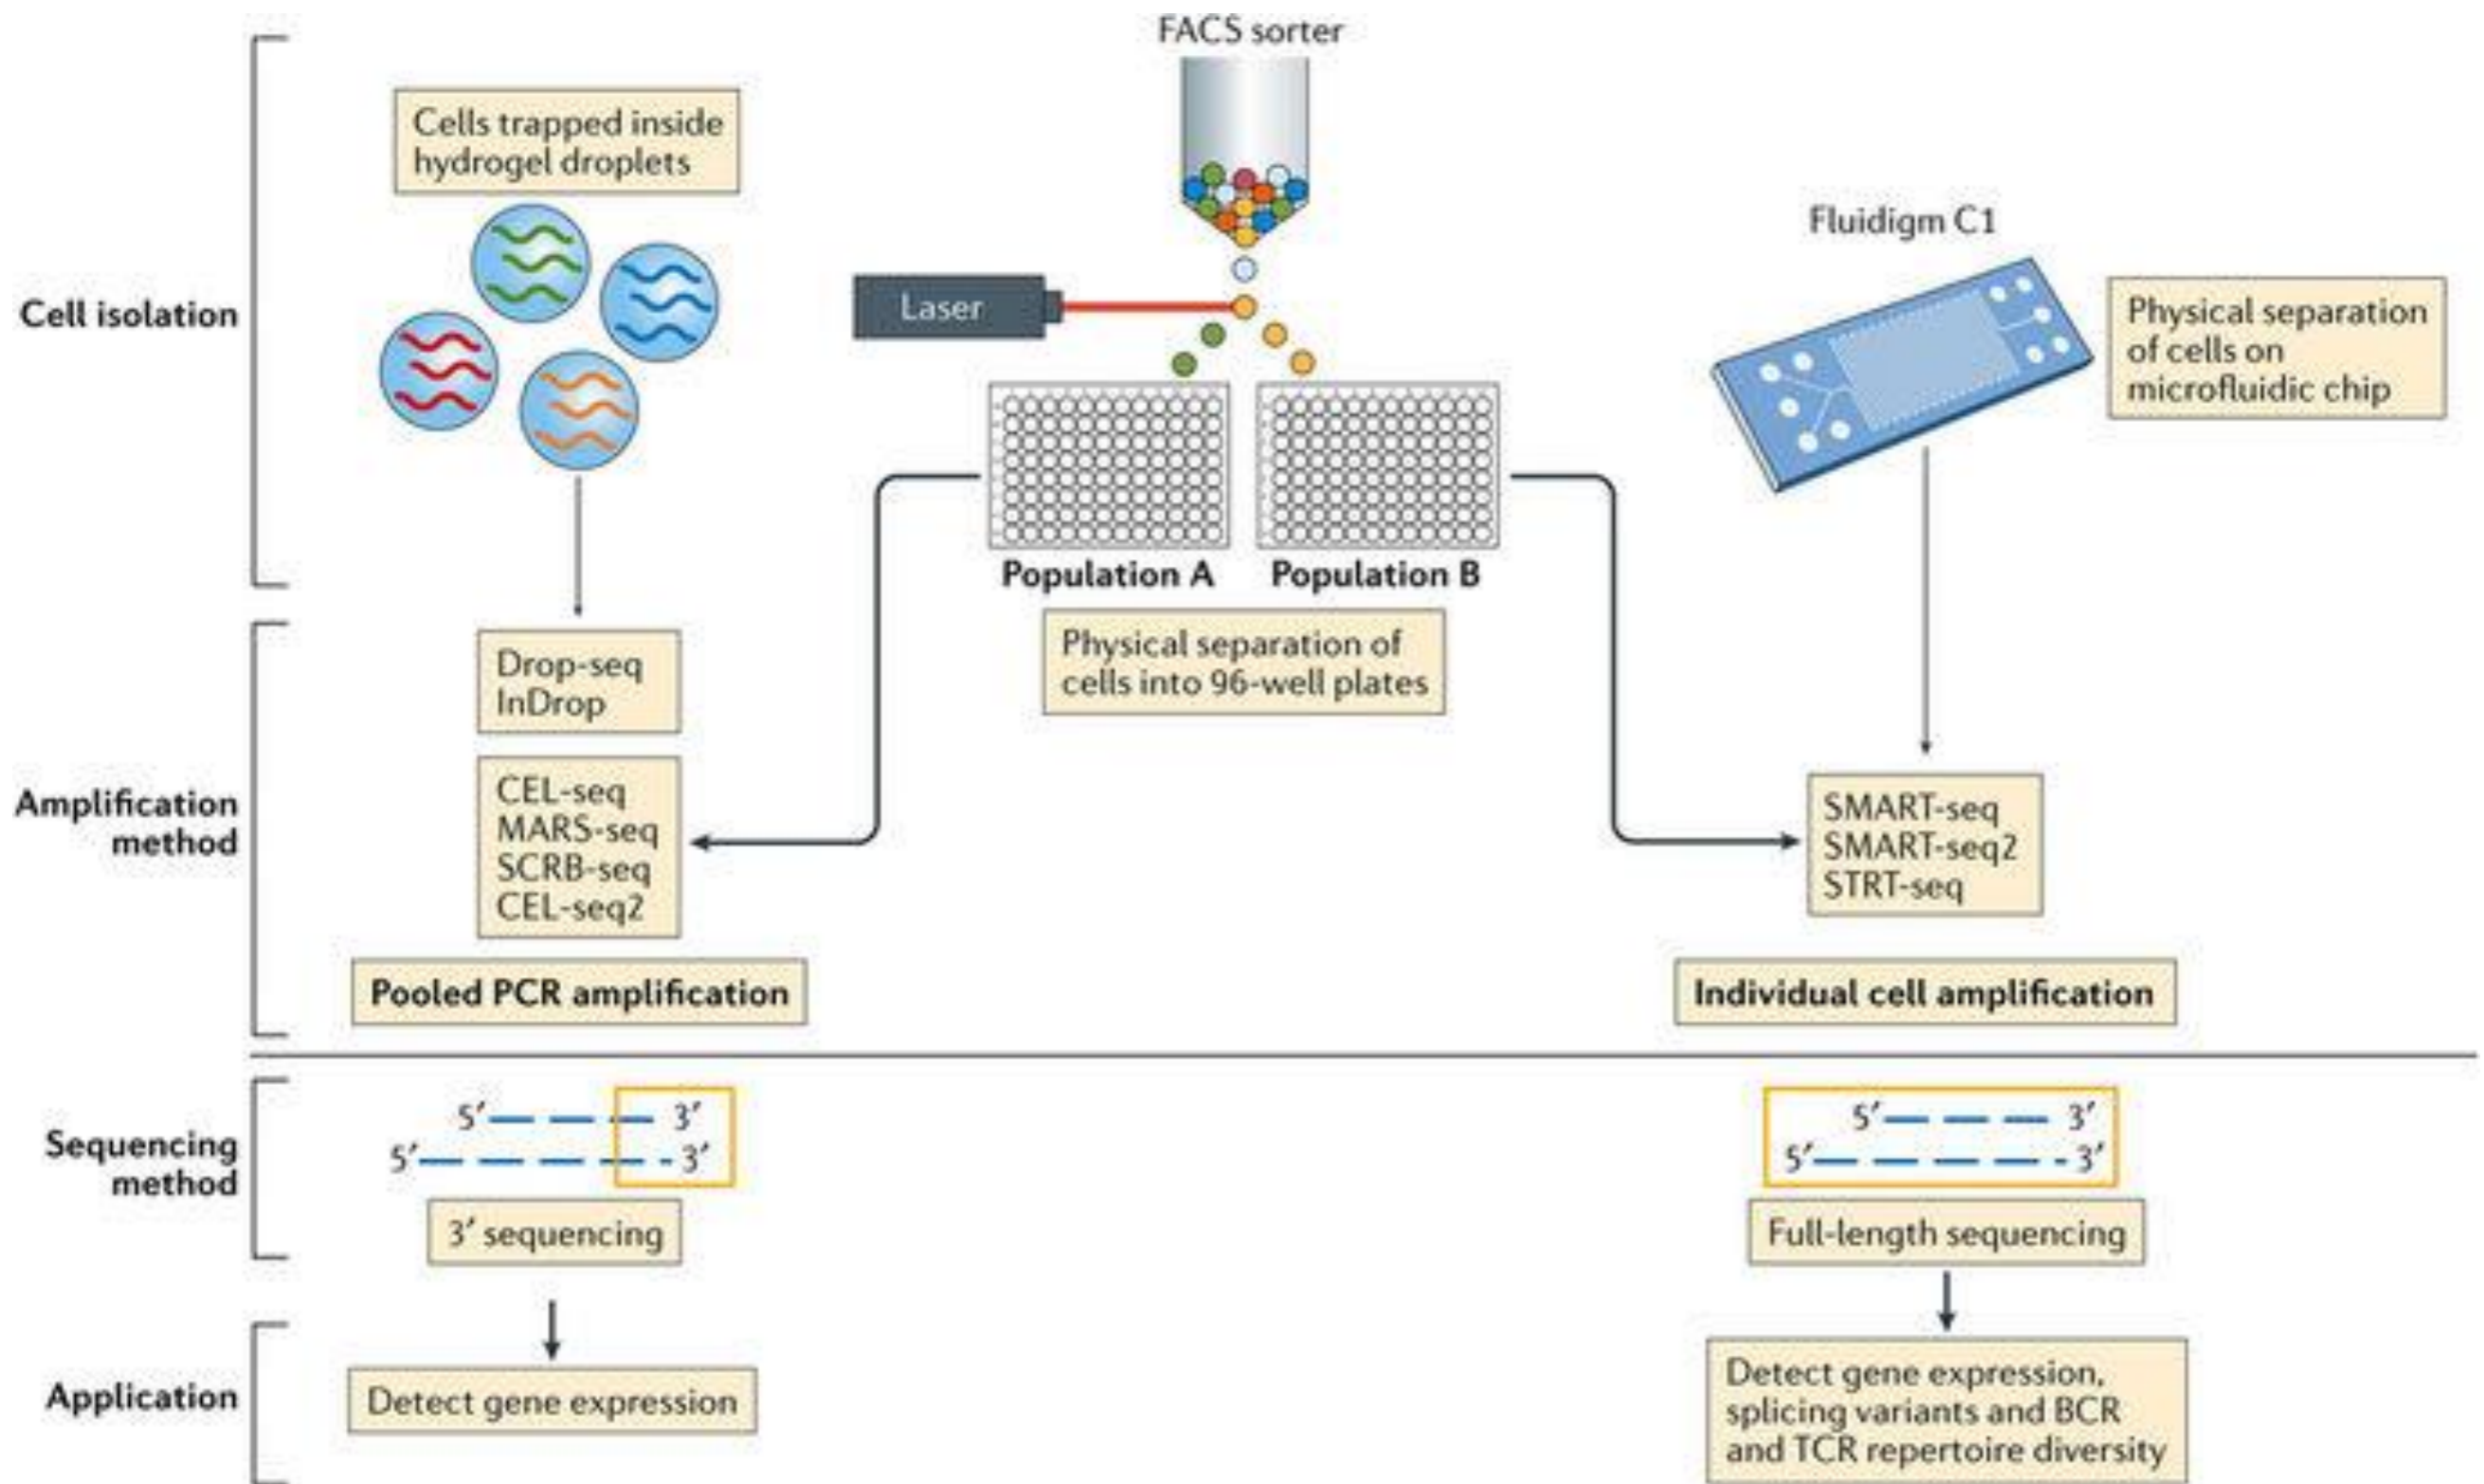 FACS sorter
Cells trapped inside
hydrogel droplets
Fluidigm C1
Cell isolation
Laser
Physical separation
of cells on
microfluidic chip
Population A
Population B
Physical separation of
cells into 96-well plates
Drop-seq
InDrop
Amplification
method
CEL-seq
MARS-seq
SCRB-seq
CEL-seq2
SMART-seq
SMART-seq2
STRT-seq
Pooled PCR amplification
Individual cell amplification
Sequencing
method
5′ 3′
5′ 3′
3′ sequencing
5′ 3′
5′ 3′
Full-length sequencing
Application
Detect gene expression
Detect gene expression,
splicing variants and BCR
and TCR repertoire diversity